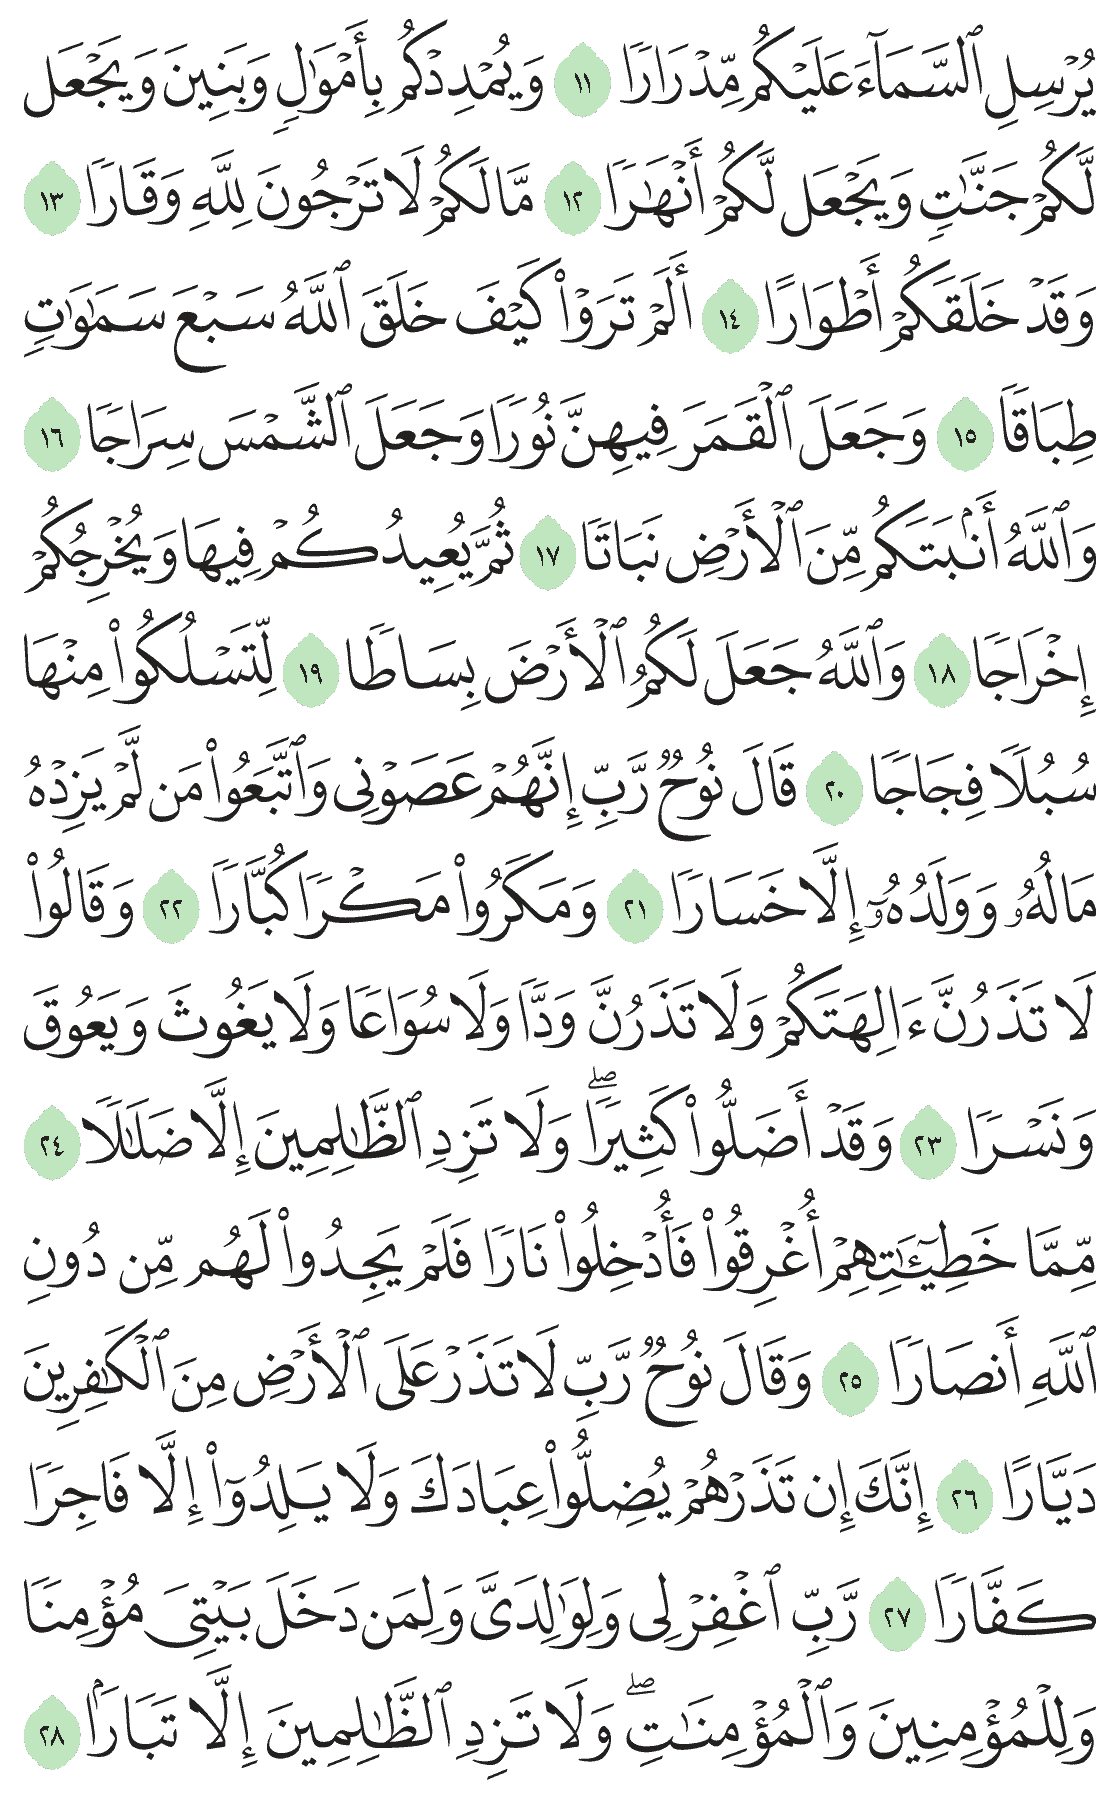 يُرۡسِلِ ٱلسَّمَآءَ عَلَيۡكُم مِّدۡرَارٗا ١١ وَيُمۡدِدۡكُم بِأَمۡوَٰلٖ وَبَنِينَ وَيَجۡعَل
لَّكُمۡ جَنَّٰتٖ وَيَجۡعَل لَّكُمۡ أَنۡهَٰرٗا ١٢ مَّا لَكُمۡ لَا تَرۡجُونَ لِلَّهِ وَقَارٗا ١٣
وَقَدۡ خَلَقَكُمۡ أَطۡوَارًا ١٤ أَلَمۡ تَرَوۡاْ كَيۡفَ خَلَقَ ٱللَّهُ سَبۡعَ سَمَٰوَٰتٖ
طِبَاقٗا ١٥ وَجَعَلَ ٱلۡقَمَرَ فِيهِنَّ نُورٗا وَجَعَلَ ٱلشَّمۡسَ سِرَاجٗا ١٦
وَٱللَّهُ أَنۢبَتَكُم مِّنَ ٱلۡأَرۡضِ نَبَاتٗا ١٧ ثُمَّ يُعِيدُكُمۡ فِيهَا وَيُخۡرِجُكُمۡ
إِخۡرَاجٗا ١٨ وَٱللَّهُ جَعَلَ لَكُمُ ٱلۡأَرۡضَ بِسَاطٗا ١٩ لِّتَسۡلُكُواْ مِنۡهَا
سُبُلٗا فِجَاجٗا ٢٠ قَالَ نُوحٞ رَّبِّ إِنَّهُمۡ عَصَوۡنِي وَٱتَّبَعُواْ مَن لَّمۡ يَزِدۡهُ
مَالُهُۥ وَوَلَدُهُۥٓ إِلَّا خَسَارٗا ٢١ وَمَكَرُواْ مَكۡرٗا كُبَّارٗا ٢٢ وَقَالُواْ
لَا تَذَرُنَّ ءَالِهَتَكُمۡ وَلَا تَذَرُنَّ وَدّٗا وَلَا سُوَاعٗا وَلَا يَغُوثَ وَيَعُوقَ
وَنَسۡرٗا ٢٣ وَقَدۡ أَضَلُّواْ كَثِيرٗاۖ وَلَا تَزِدِ ٱلظَّٰلِمِينَ إِلَّا ضَلَٰلٗا ٢٤
مِّمَّا خَطِيٓـَٰٔتِهِمۡ أُغۡرِقُواْ فَأُدۡخِلُواْ نَارٗا فَلَمۡ يَجِدُواْ لَهُم مِّن دُونِ
ٱللَّهِ أَنصَارٗا ٢٥ وَقَالَ نُوحٞ رَّبِّ لَا تَذَرۡ عَلَى ٱلۡأَرۡضِ مِنَ ٱلۡكَٰفِرِينَ
دَيَّارًا ٢٦ إِنَّكَ إِن تَذَرۡهُمۡ يُضِلُّواْ عِبَادَكَ وَلَا يَلِدُوٓاْ إِلَّا فَاجِرٗا
كَفَّارٗا ٢٧ رَّبِّ ٱغۡفِرۡ لِي وَلِوَٰلِدَيَّ وَلِمَن دَخَلَ بَيۡتِيَ مُؤۡمِنٗا
وَلِلۡمُؤۡمِنِينَ وَٱلۡمُؤۡمِنَٰتِۖ وَلَا تَزِدِ ٱلظَّٰلِمِينَ إِلَّا تَبَارَۢا ٢٨